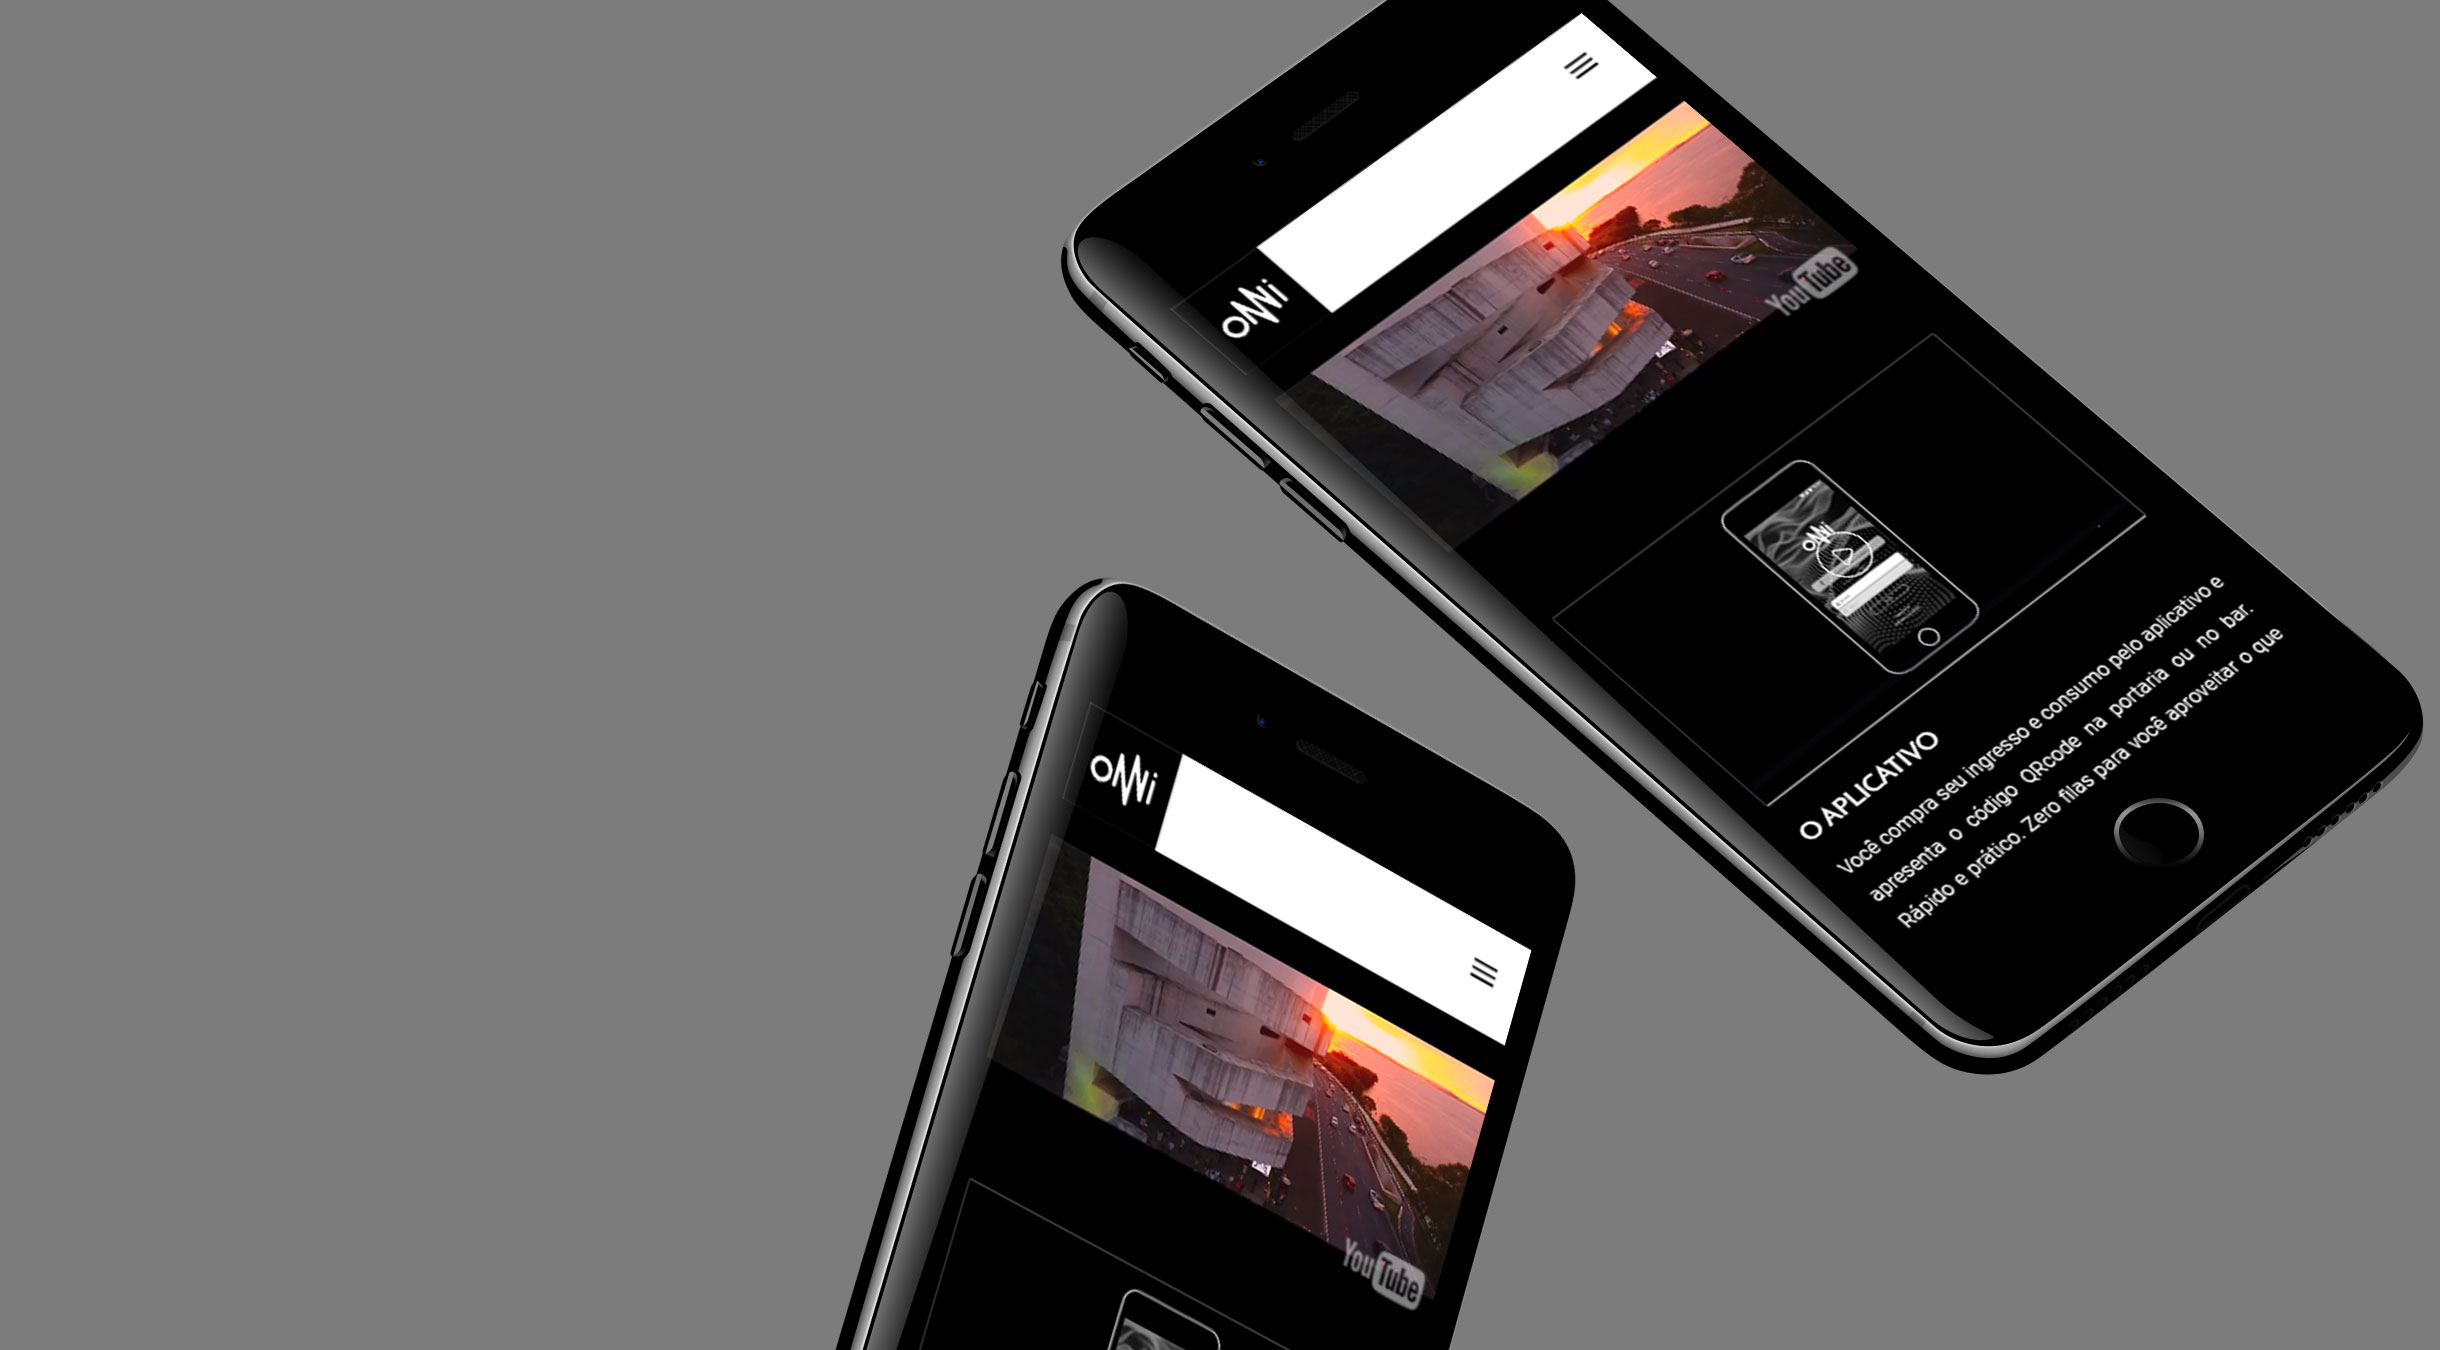 ONNi
YouTube
ONNi
O APLICATIVO
Você compra seu ingresso e consumo pelo aplicativo e
apresenta o código QRcode na portaria ou no bar.
Rápido e prático. Zero filas para você aproveitar o que
ONNi
YouTube